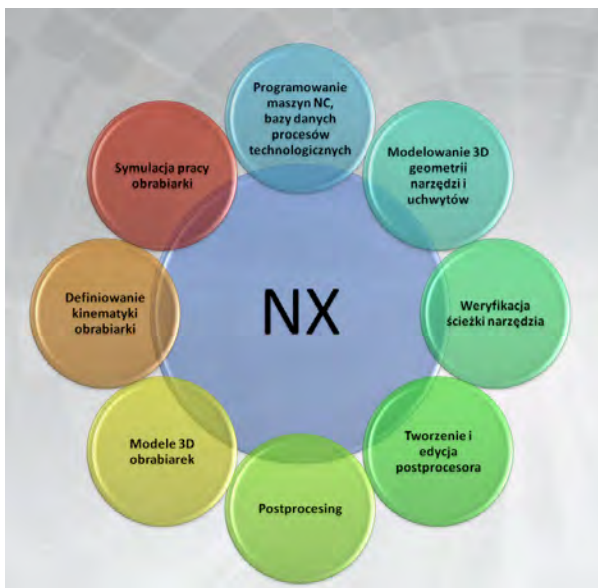 Programowanie
maszyn NC,
bazy danych
procesów
technologicznych
Modelowanie 3D
geometrii
narzędzi i
uchwytów
Weryfikacja
ścieżki narzędzia
Tworzenie i
edycja
postprocesora
Postprocesing
Modele 3D
obrabiarek
Definiowanie
kinematyki
obrabiarki
Symulacja pracy
obrabiarki
NX